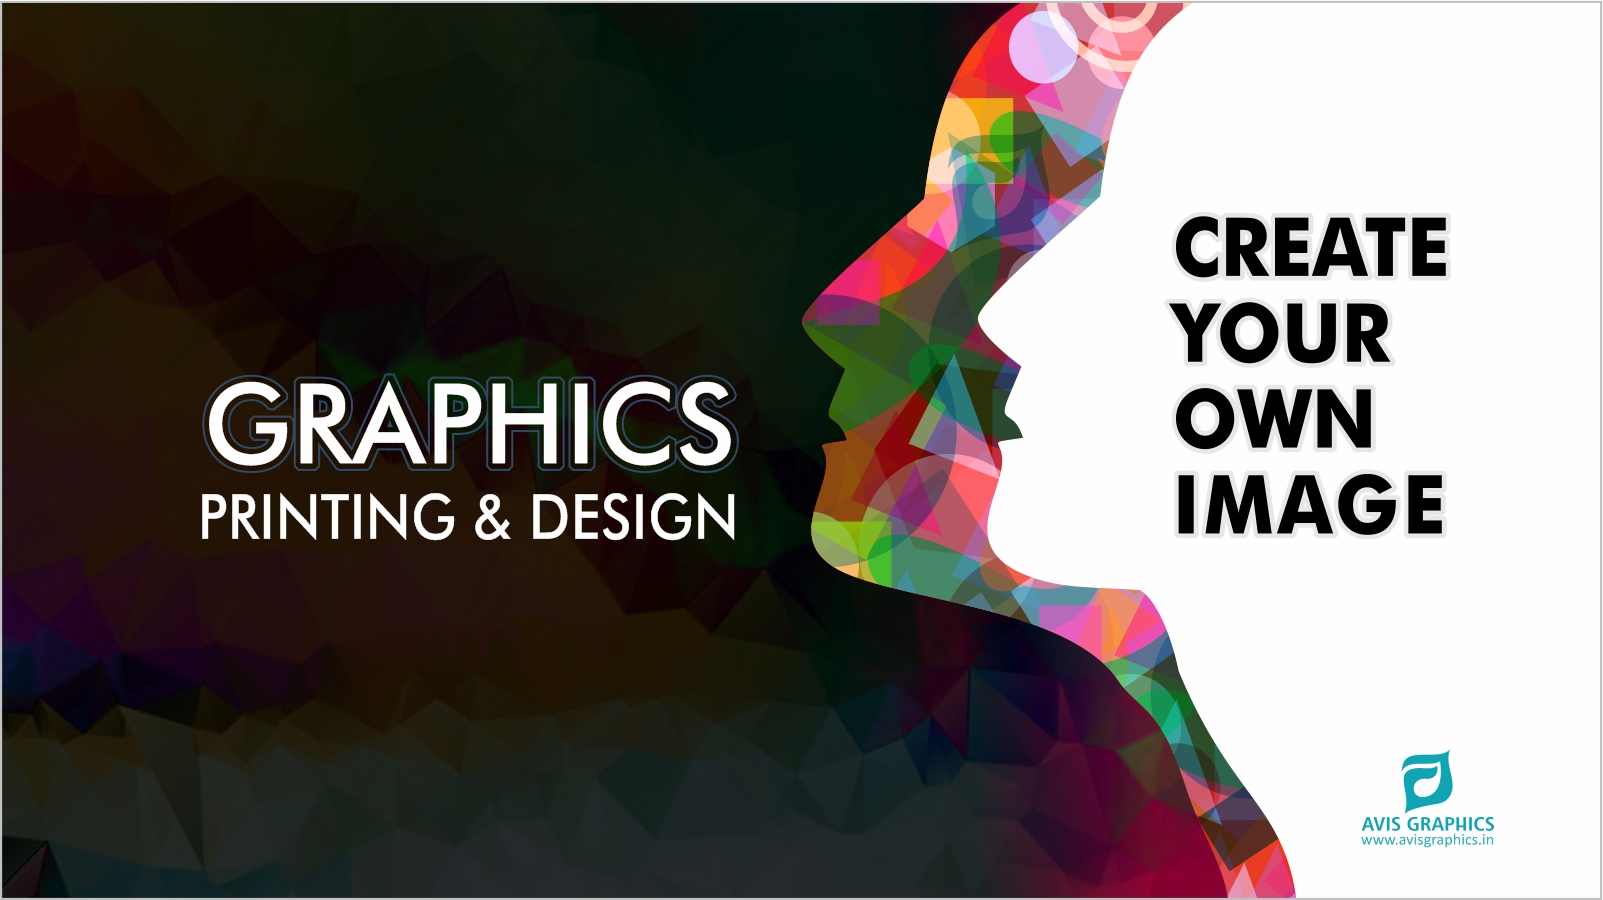 GRAPHICS
PRINTING & DESIGN
CREATE
YOUR
OWN
IMAGE
AVIS GRAPHICS
www.avisgraphics.in